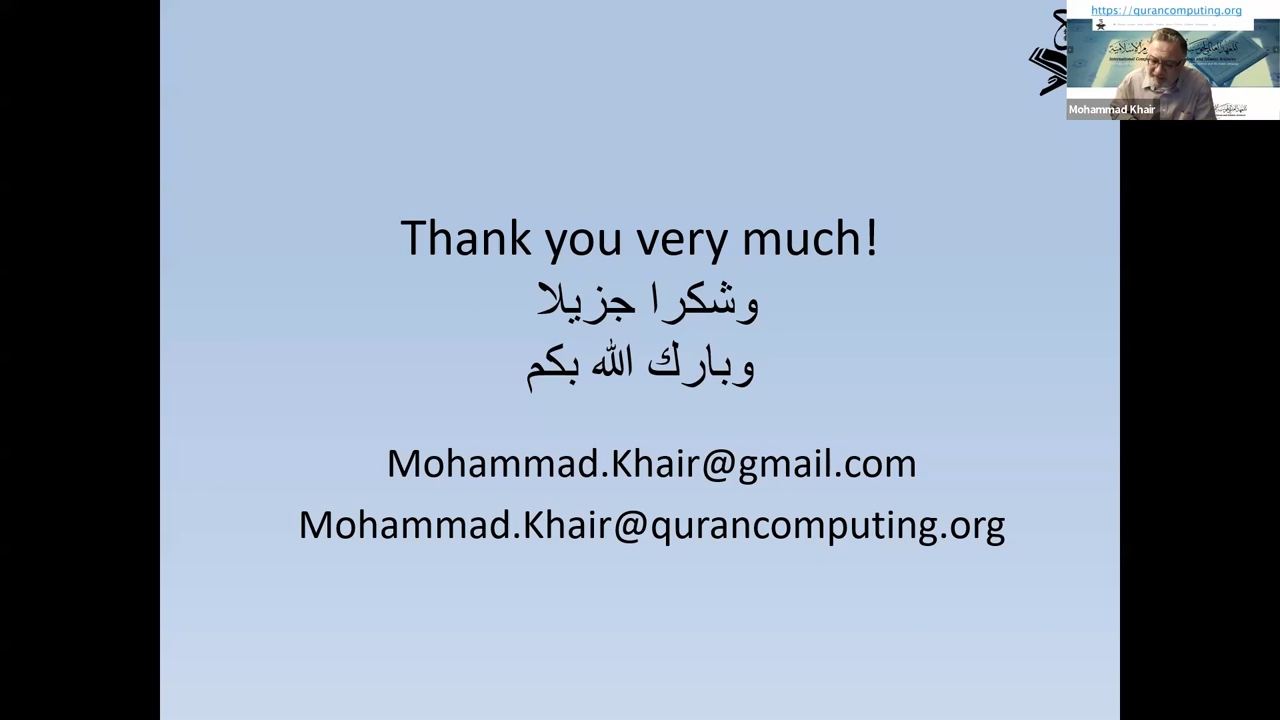 https://qurancomputing.org
Mohammad Khair
Thank you very much!
وشكرا جزيلا
وبارك الله بكم
Mohammad.Khair@gmail.com
Mohammad.Khair@qurancomputing.org